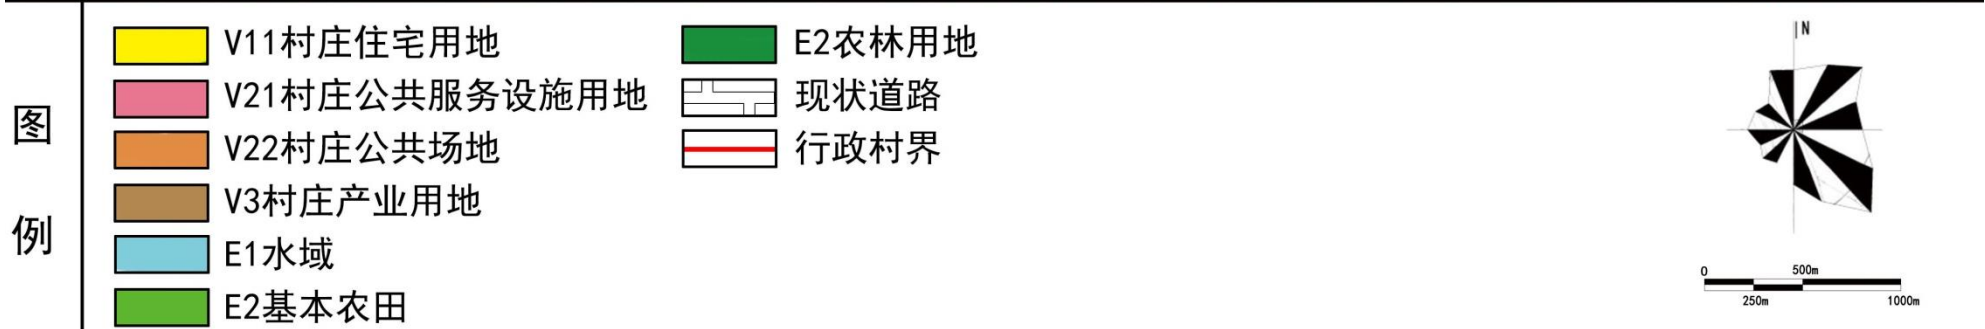 图例
V11村庄住宅用地
V21村庄公共服务设施用地
V22村庄公共场地
V3村庄产业用地
E1水域
E2基本农田
E2农林用地
现状道路
行政村界
N
0
500m
250m
1000m